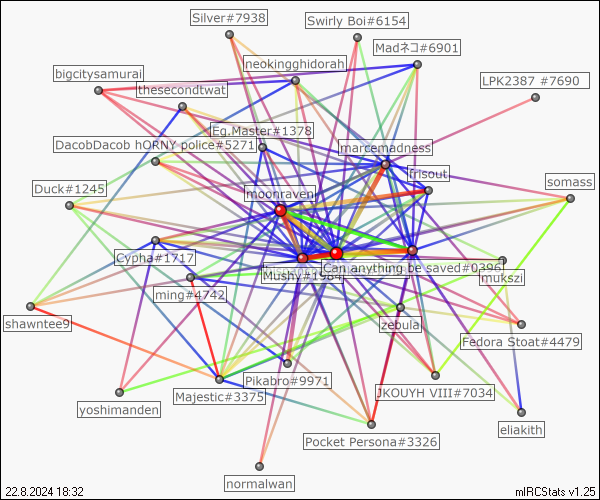 Silver#7938
Swirly Boi#6154
Madネコ#6901
neokingghidorah
bigcitysamurai
LPK2387 #7690
thesecondtwat
Eg.Master#1378
DacobDacob hORNY police#5271
marcemadness
frisout
Duck#1245
moonraven
somass
Cypha#1717
Can anything be saved#0396
Mushy#1984
mukszi
ming#4742
shawntee9
zebulai
Fedora Stoat#4479
Pikabro#9971
Majestic#3375
JKOUYH VIII#7034
yoshimanden
eliakith
Pocket Persona#3326
normalwan
22.8.2024 18:32
mIRCStats v1.25